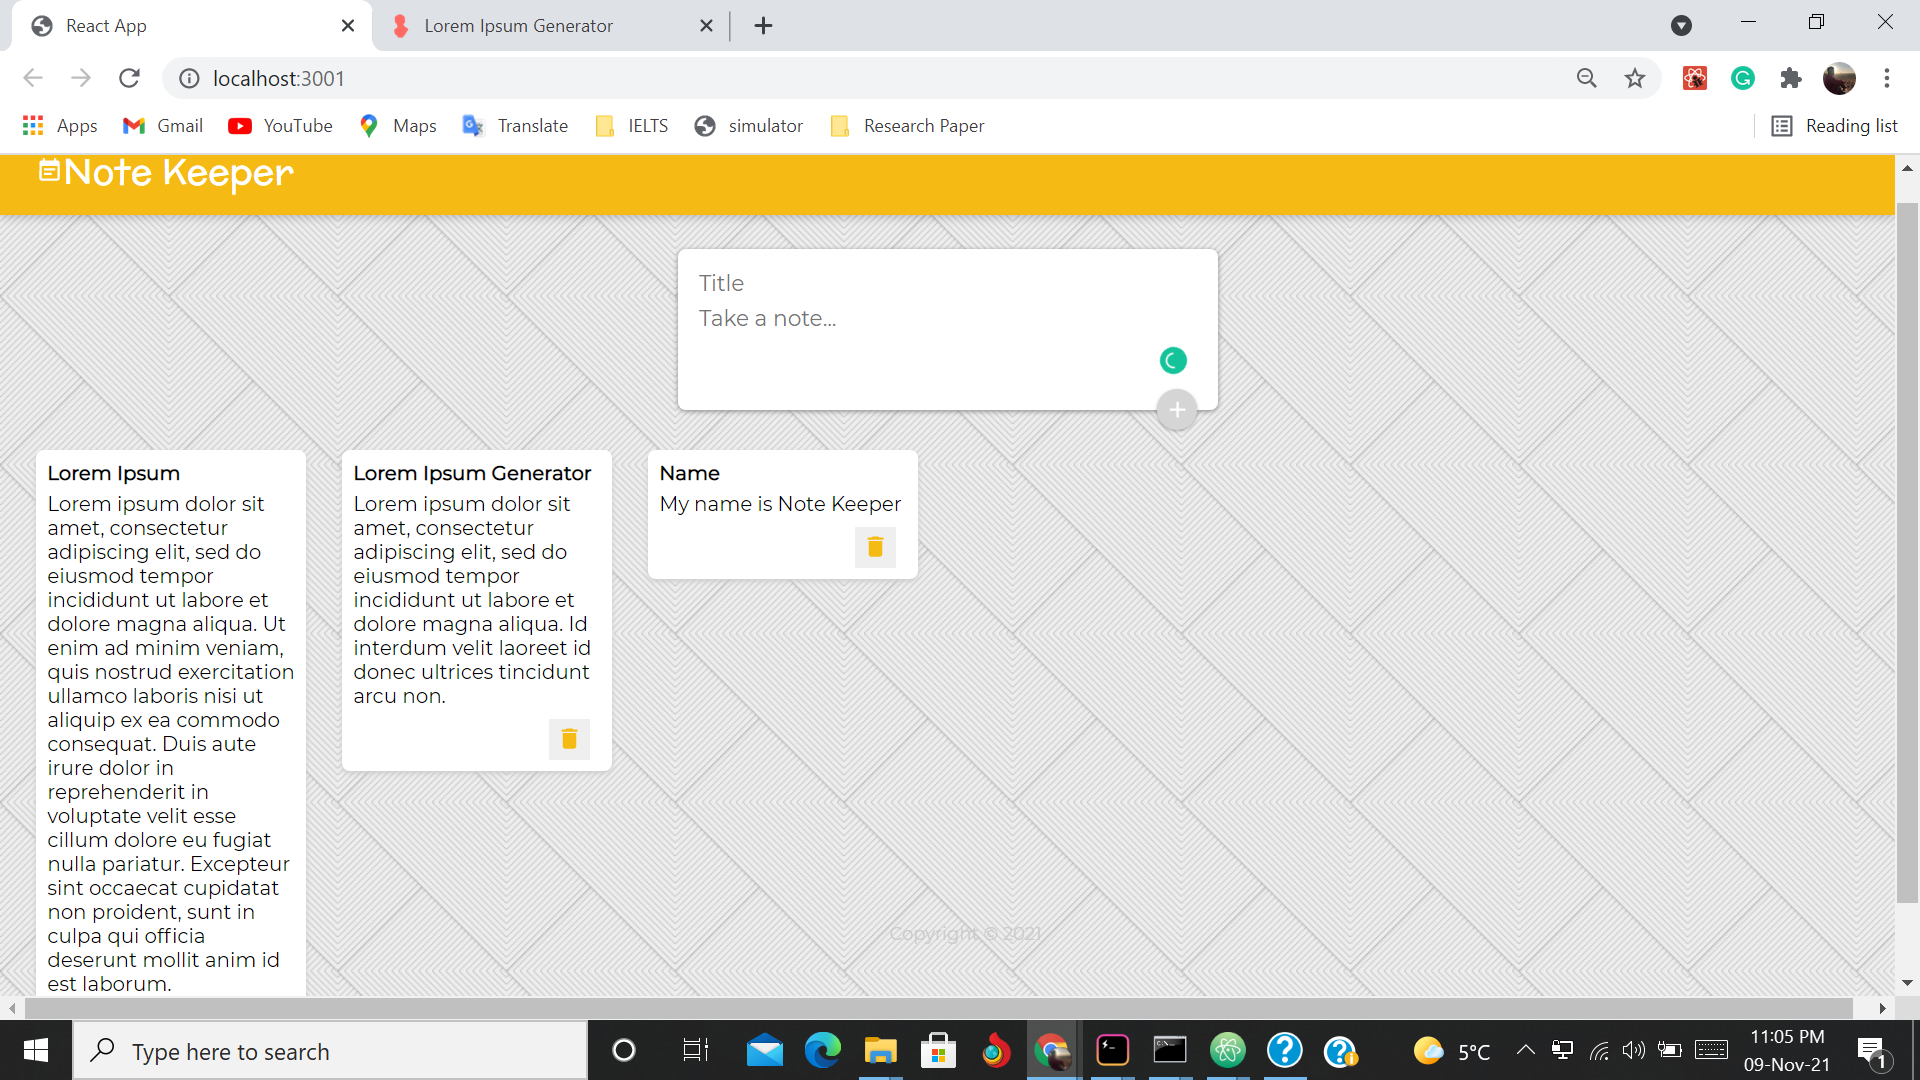 React App
Lorem Ipsum Generator
localhost:3001
Apps
Gmail
YouTube
Maps
Translate
IELTS
simulator
Research Paper
Reading list
Note Keeper
Title
Take a note...
Lorem Ipsum
Lorem ipsum dolor sit
amet, consectetur
adipiscing elit, sed do
eiusmod tempor
incididunt ut labore et
dolore magna aliqua. Ut
enim ad minim veniam,
quis nostrud exercitation
ullamco laboris nisi ut
aliquip ex ea commodo
consequat. Duis aute
irure dolor in
reprehenderit in
voluptate velit esse
cillum dolore eu fugiat
nulla pariatur. Excepteur
sint occaecat cupidatat
non proident, sunt in
culpa qui officia
deserunt mollit anim id
est laborum.
Lorem Ipsum Generator
Lorem ipsum dolor sit
amet, consectetur
adipiscing elit, sed do
eiusmod tempor
incididunt ut labore et
dolore magna aliqua. Id
interdum velit laoreet id
donec ultrices tincidunt
arcu non.
Name
My name is Note Keeper
Copyright © 2021
Type here to search
5°C
11:05 PM
09-Nov-21
1